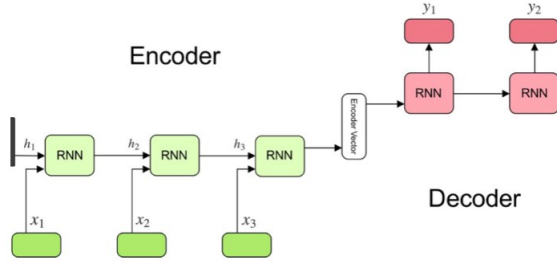 y₁
y₂
Encoder
RNN
RNN
Encoder Vector
h₁
RNN
h₂
RNN
h₃
RNN
Decoder
x₁
x₂
x₃